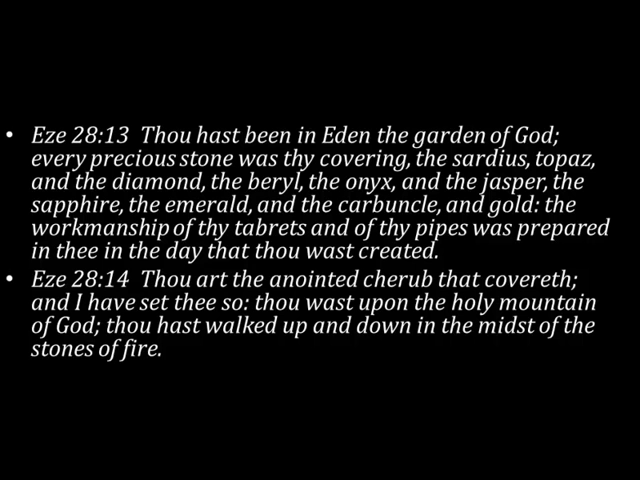 • Eze 28:13  Thou hast been in Eden the garden of God;
every precious stone was thy covering, the sardius, topaz,
and the diamond, the beryl, the onyx, and the jasper, the
sapphire, the emerald, and the carbuncle, and gold: the
workmanship of thy tabrets and of thy pipes was prepared
in thee in the day that thou wast created.
• Eze 28:14  Thou art the anointed cherub that covereth;
and I have set thee so: thou wast upon the holy mountain
of God; thou hast walked up and down in the midst of the
stones of fire.